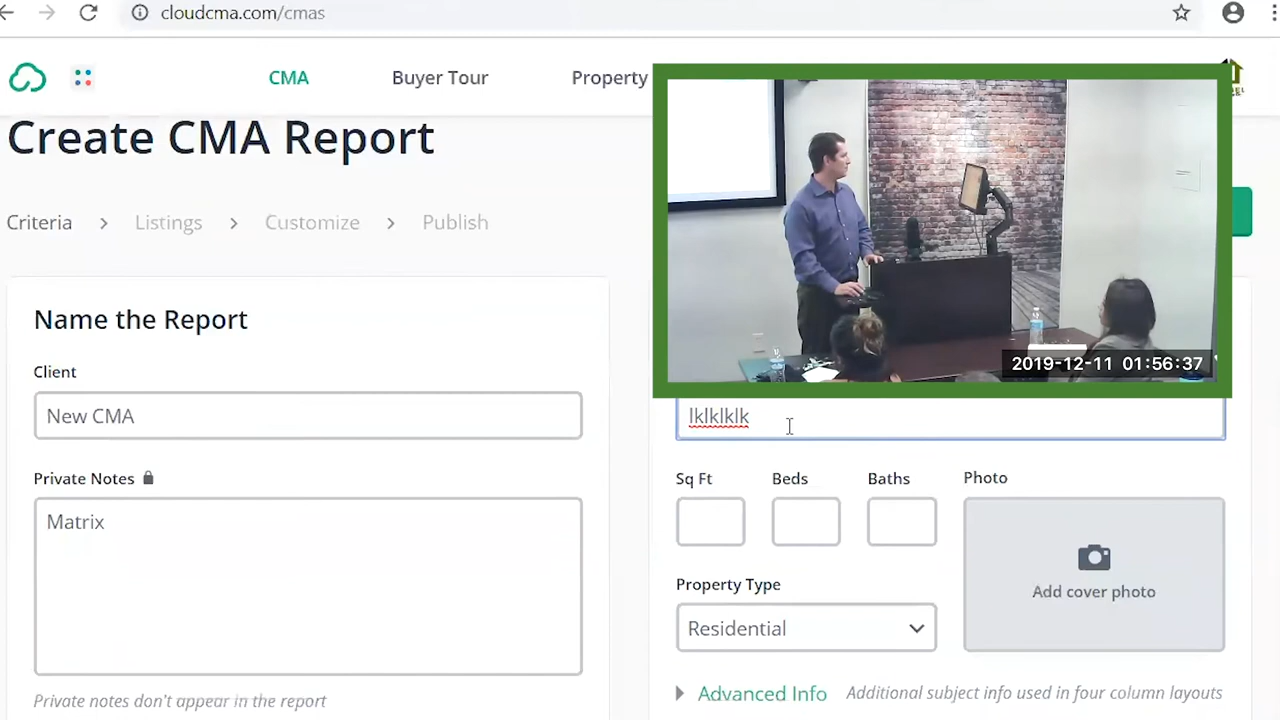 cloudcma.com/cmas
CMA Buyer Tour Property
Create CMA Report
Criteria > Listings > Customize > Publish
2019-12-11 01:56:37
Name the Report
Client
New CMA
lklklklk
Private Notes
Matrix
Sq Ft Beds Baths Photo
Add cover photo
Property Type
Residential
Advanced Info Additional subject info used in four column layouts
Private notes don't appear in the report